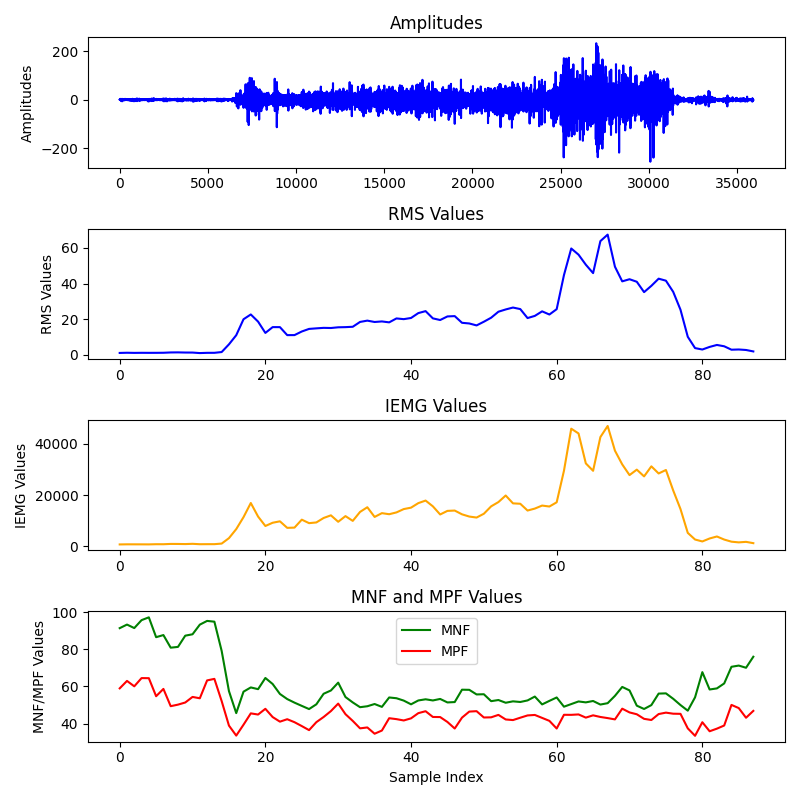 Amplitudes
Amplitudes
200
0
−200
0 5000 10000 15000 20000 25000 30000 35000
RMS Values
RMS Values
60
40
20
0
0 20 40 60 80
IEMG Values
IEMG Values
40000
20000
0
0 20 40 60 80
MNF and MPF Values
MNF/MPF Values
100
80
60
40
MNF
MPF
0 20 40 60 80
Sample Index